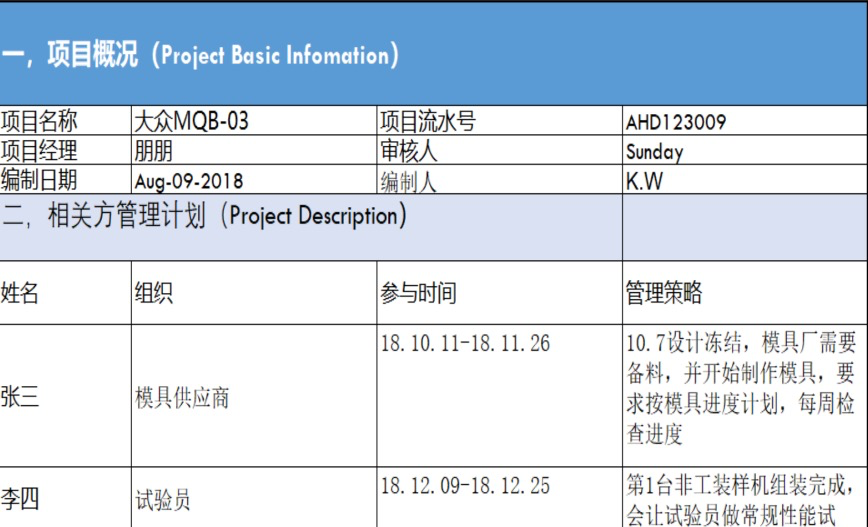 一，项目概况（Project Basic Infomation）
项目名称 大众MQB-03 项目流水号 AHD123009
项目经理 朋朋 审核人 Sunday
编制日期 Aug-09-2018 编制人 K.W
二，相关方管理计划（Project Description）
姓名 组织 参与时间 管理策略
张三 模具供应商 18.10.11-18.11.26 10.7设计冻结，模具厂需要
备料，并开始制作模具，要
求按模具进度计划，每周检
查进度
李四 试验员 18.12.09-18.12.25 第1台非工装样机组装完成，
会让试验员做常规性能试